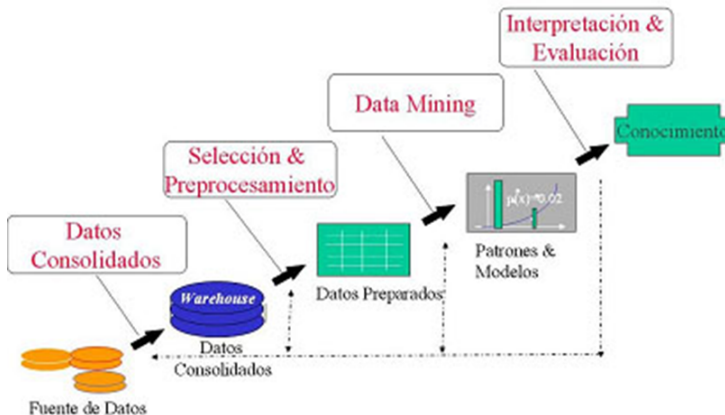 Interpretación &
Evaluación
Data Mining
Conocimiento
Selección &
Preprocesamiento
p(x)=0.02
Datos
Consolidados
Patrones &
Modelos
Warehouse
Datos Preparados
Datos
Consolidados
Fuente de Datos